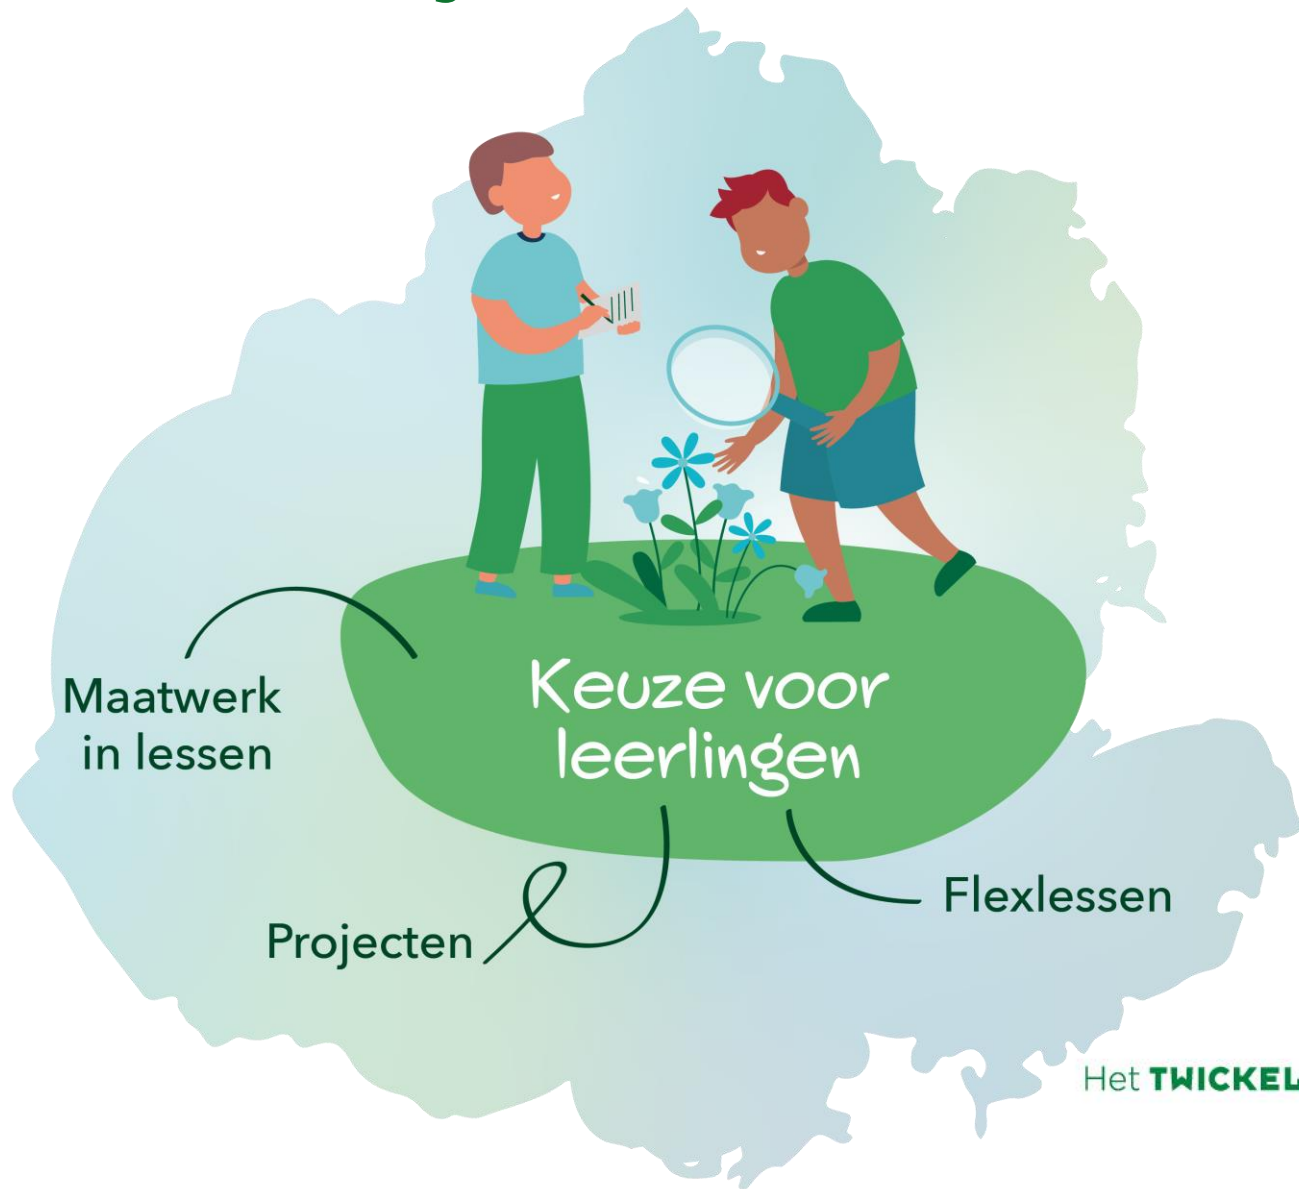 Keuze voor
leerlingen
Maatwerk
in lessen
Projecten
Flexlessen
Het TWICKEL